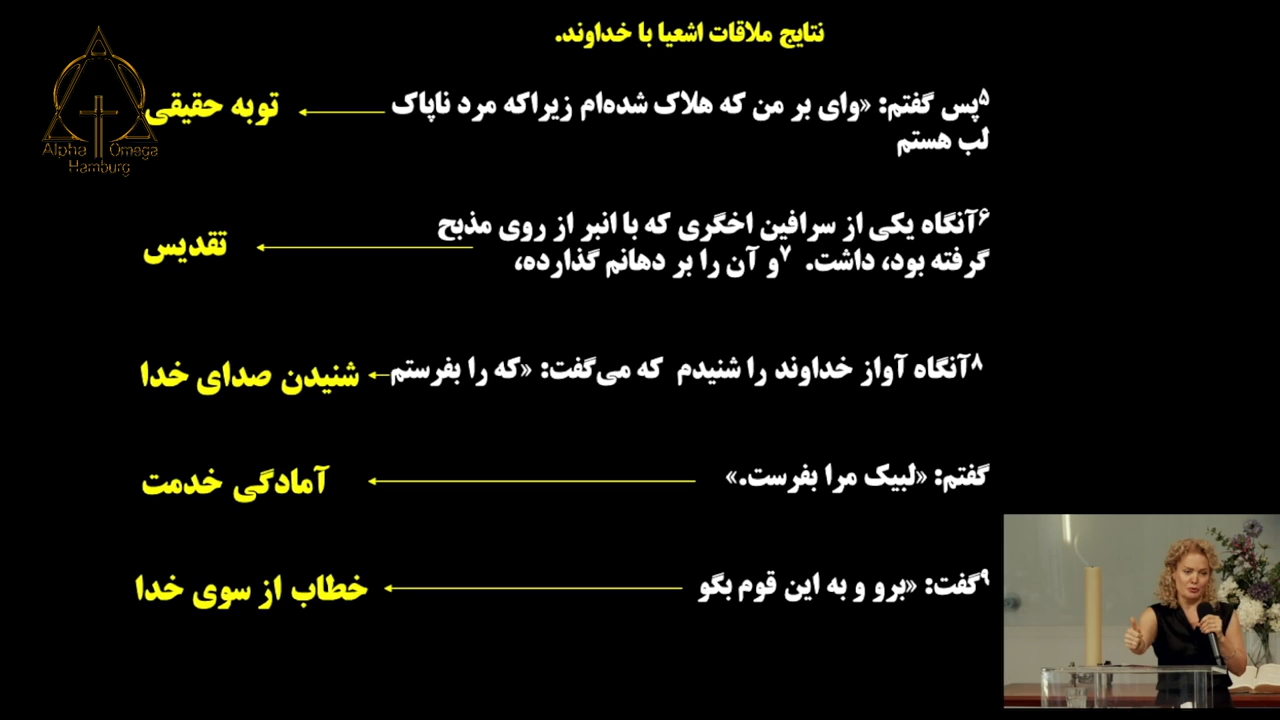 نتایج ملاقات اشعیا با خداوند.
۵پس گفتم: «وای بر من که هلاک شده‌ام زیراکه مرد ناپاک
لب هستم
توبه حقیقی
۶آنگاه یکی از سرافین اخگری که با انبر از روی مذبح
گرفته بود، داشت. ۷و آن را بر دهانم گذارده،
تقدیس
۸آنگاه آواز خداوند را شنیدم که می‌گفت: «که را بفرستم
شنیدن صدای خدا
گفتم: «لبیک مرا بفرست.»
آمادگی خدمت
۹گفت: «برو و به این قوم بگو
خطاب از سوی خدا
Alpha Omega
Hamburg